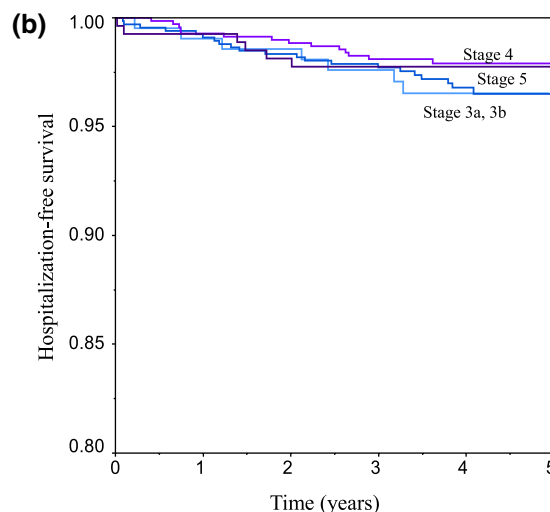 (b)
1.00
0.95
0.90
0.85
0.80
Hospitalization-free survival
Stage 4
Stage 5
Stage 3a, 3b
0 1 2 3 4 5
Time (years)